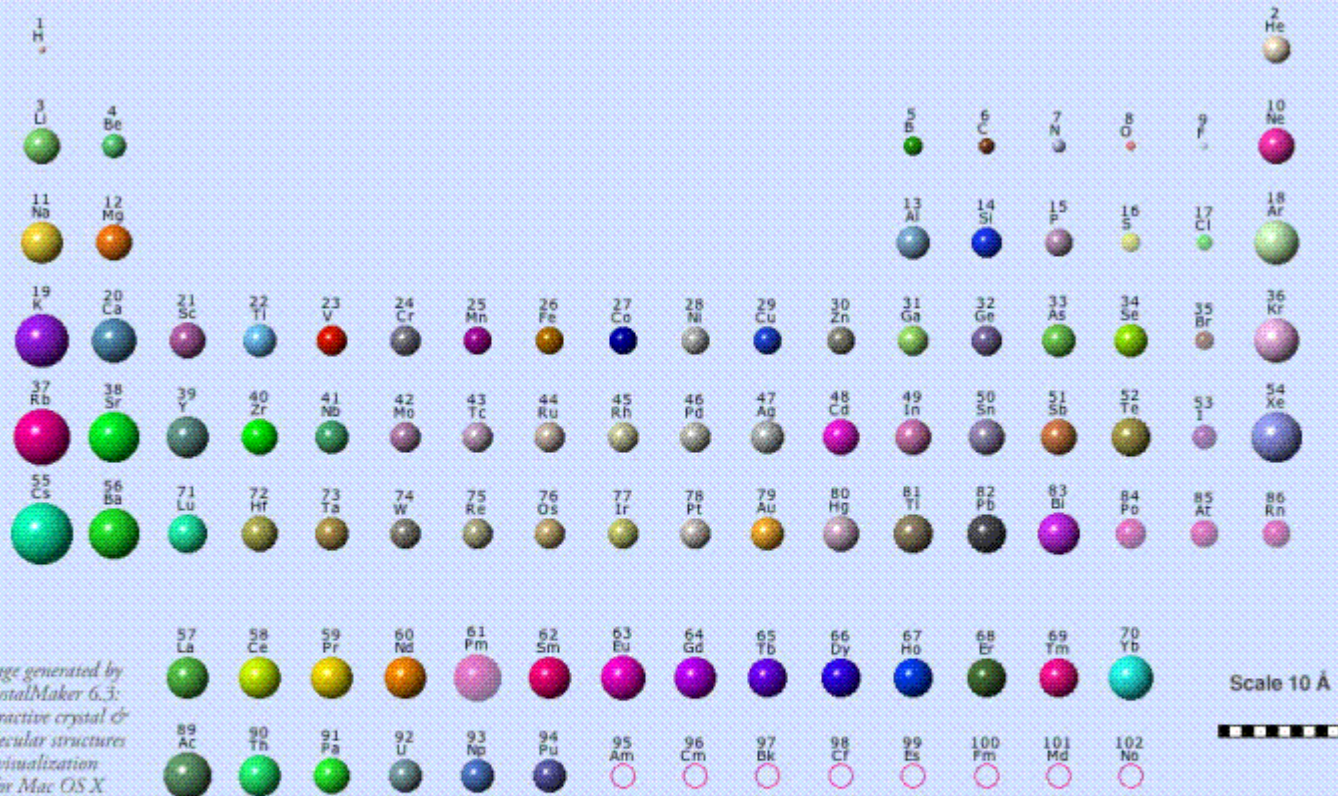 1 2
H He
3 4 5 6 7 8 9 10
Li Be B C N O F Ne
11 12 13 14 15 16 17 18
Na Mg Al Si P S Cl Ar
19 20 21 22 23 24 25 26 27 28 29 30 31 32 33 34 35 36
K Ca Sc Ti V Cr Mn Fe Co Ni Cu Zn Ga Ge As Se Br Kr
37 38 39 40 41 42 43 44 45 46 47 48 49 50 51 52 53 54
Rb Sr Y Zr Nb Mo Tc Ru Rh Pd Ag Cd In Sn Sb Te I Xe
55 56 71 72 73 74 75 76 77 78 79 80 81 82 83 84 85 86
Cs Ba Lu Hf Ta W Re Os Ir Pt Au Hg Tl Pb Bi Po At Rn
57 58 59 60 61 62 63 64 65 66 67 68 69 70
La Ce Pr Nd Pm Sm Eu Gd Tb Dy Ho Er Tm Yb
89 90 91 92 93 94 95 96 97 98 99 100 101 102
Ac Th Pa U Np Pu Am Cm Bk Cf Es Fm Md No
ge generated by
stalMaker 6.3:
ractive crystal &
ecular structures
visualization
or Mac OS X
Scale 10 Å